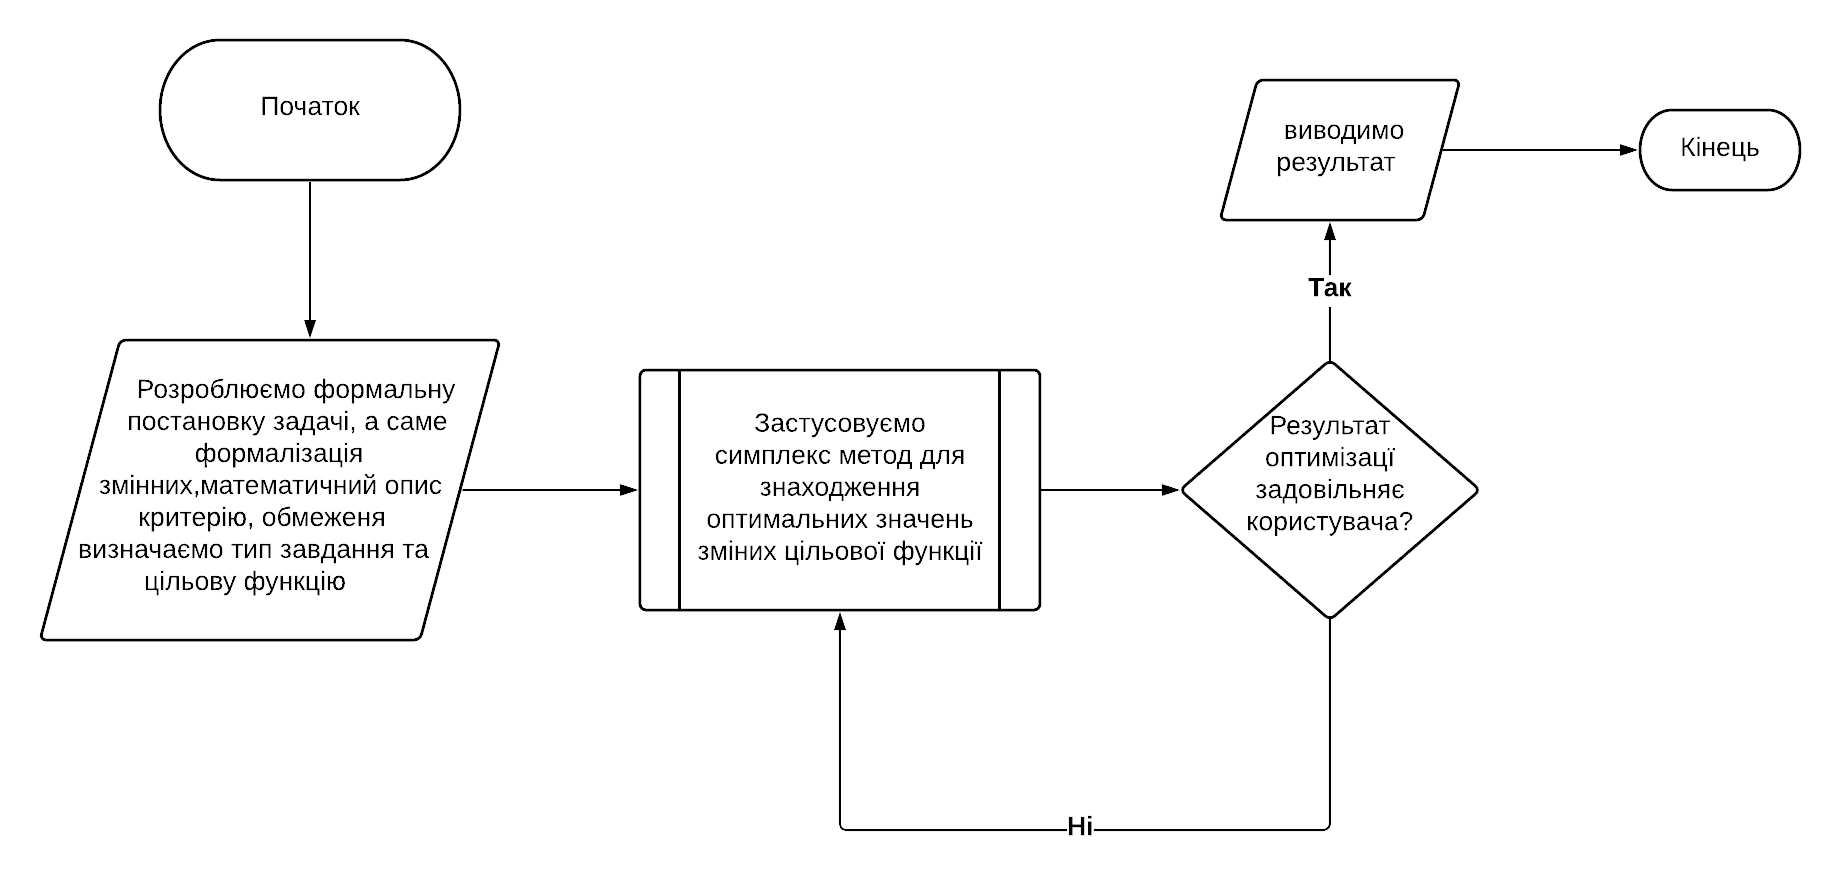 Початок
Розроблюємо формальну
постановку задачі, а саме
формалізація
змінних,математичний опис
критерію, обмеженя
визначаємо тип завдання та
цільову функцію
Застусовуємо
симплекс метод для
знаходження
оптимальних значень
зміних цільової функції
Результат
оптимізації
задовільняє
користувача?
Так
виводимо
результат
Кінець
Ні